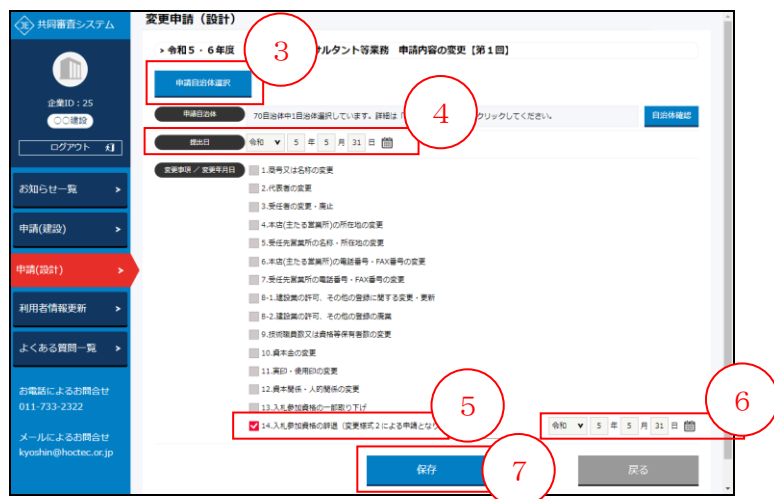 共同審査システム
企業ID:25
〇〇建設
ログアウト
お知らせ一覧 >
申請(建設) >
申請(設計) >
利用者情報更新 >
よくある質問一覧 >
お電話によるお問合せ
011-733-2322
メールによるお問合せ
kyoshin@hoctec.or.jp
変更申請(設計)
> 令和5・6年度 サルタント等業務 申請内容の変更【第1回】
3
申請自治体選択
4
申請自治体 70自治体中1自治体選択しています。詳細は「 クリックしてください。 自治体確認
提出日 令和 5 年 5 月 31 日
変更事項/変更年月日 1.商号又は名称の変更
2.代表者の変更
3.受任者の変更・廃止
4.本店(主たる営業所)の所在地の変更
5.受任先営業所の名称・所在地の変更
6.本店(主たる営業所)の電話番号・FAX番号の変更
7.受任先営業所の電話番号・FAX番号の変更
8-1.建設業の許可、その他の登録に関する変更・更新
8-2.建設業の許可、その他の登録の廃業
9.技術職員数又は資格等保有者数の変更
10.資本金の変更
11.実印・使用印の変更
12.資本関係・人的関係の変更
13.入札参加資格の一部取り下げ
5
6
14.入札参加資格の辞退(変更様式2による申請となり 令和 5 年 5 月 31 日
保存
7
戻る